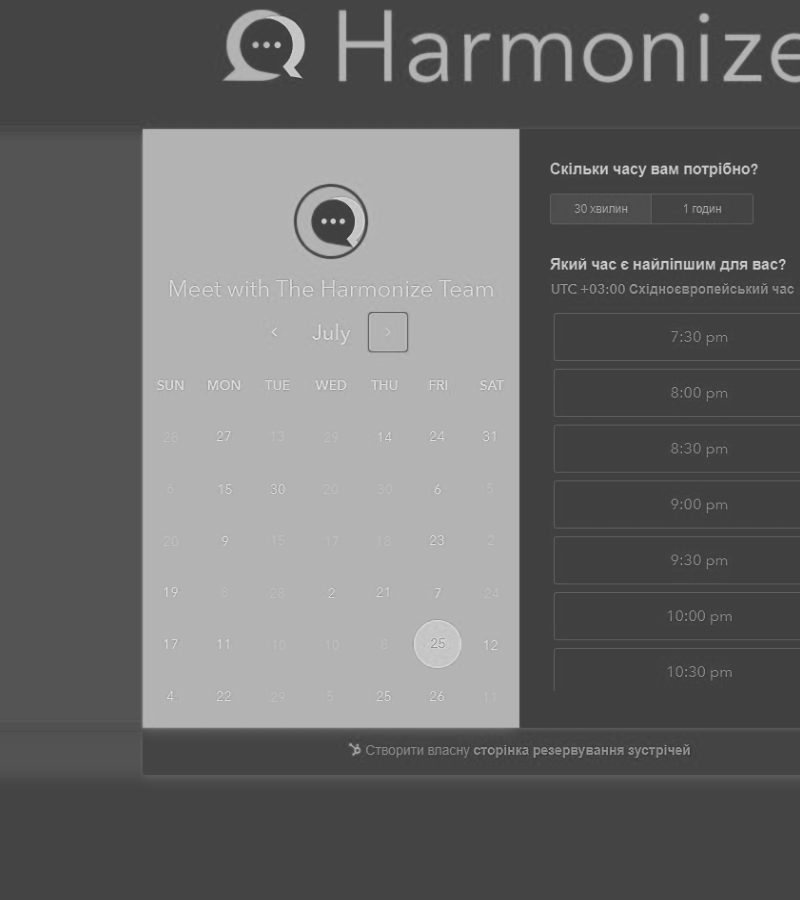 Harmonize
Meet with The Harmonize Team
July
SUN MON TUE WED THU FRI SAT
28 27 13 29 14 24 31
6 15 30 20 30 6 5
20 9 15 17 18 23 2
19 8 28 2 21 7 24
17 11 10 10 8 25 12
4 22 29 5 25 26 11
Скільки часу вам потрібно?
30 хвилин 1 годин
Який час є найліпшим для вас?
UTC +03:00 Східноєвропейський час
7:30 pm
8:00 pm
8:30 pm
9:00 pm
9:30 pm
10:00 pm
10:30 pm
Створити власну сторінка резервування зустрічей